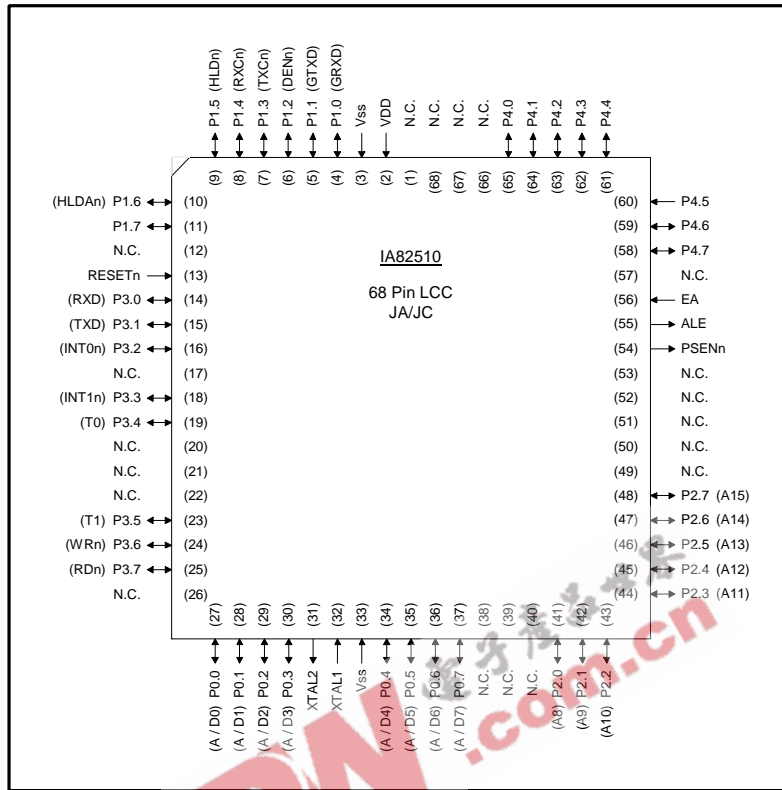 P1.5 (HLDn)
P1.4 (RXCn)
P1.3 (TXCn)
P1.2 (DENn)
P1.1 (GTXD)
P1.0 (GRXD)
Vss
VDD
N.C.
N.C.
N.C.
N.C.
P4.0
P4.1
P4.2
P4.3
P4.4
(9)
(8)
(7)
(6)
(5)
(4)
(3)
(2)
(1)
(68)
(67)
(66)
(65)
(64)
(63)
(62)
(61)
(HLDAn) P1.6 (10)
P1.7 (11)
N.C. (12)
RESETn (13)
(RXD) P3.0 (14)
(TXD) P3.1 (15)
(INT0n) P3.2 (16)
N.C. (17)
(INT1n) P3.3 (18)
(T0) P3.4 (19)
N.C. (20)
N.C. (21)
N.C. (22)
(T1) P3.5 (23)
(WRn) P3.6 (24)
(RDn) P3.7 (25)
N.C. (26)
IA82510
68 Pin LCC
JA/JC
(60) P4.5
(59) P4.6
(58) P4.7
(57) N.C.
(56) EA
(55) ALE
(54) PSENn
(53) N.C.
(52) N.C.
(51) N.C.
(50) N.C.
(49) N.C.
(48) P2.7 (A15)
(47) P2.6 (A14)
(46) P2.5 (A13)
(45) P2.4 (A12)
(44) P2.3 (A11)
(27)
(28)
(29)
(30)
(31)
(32)
(33)
(34)
(35)
(36)
(37)
(38)
(39)
(40)
(41)
(42)
(43)
(A / D0) P0.0
(A / D1) P0.1
(A / D2) P0.2
(A / D3) P0.3
XTAL2
XTAL1
Vss
(A / D4) P0.4
(A / D5) P0.5
(A / D6) P0.6
(A / D7) P0.7
N.C.
N.C.
N.C.
(A8) P2.0
(A9) P2.1
(A10) P2.2
.com.cn